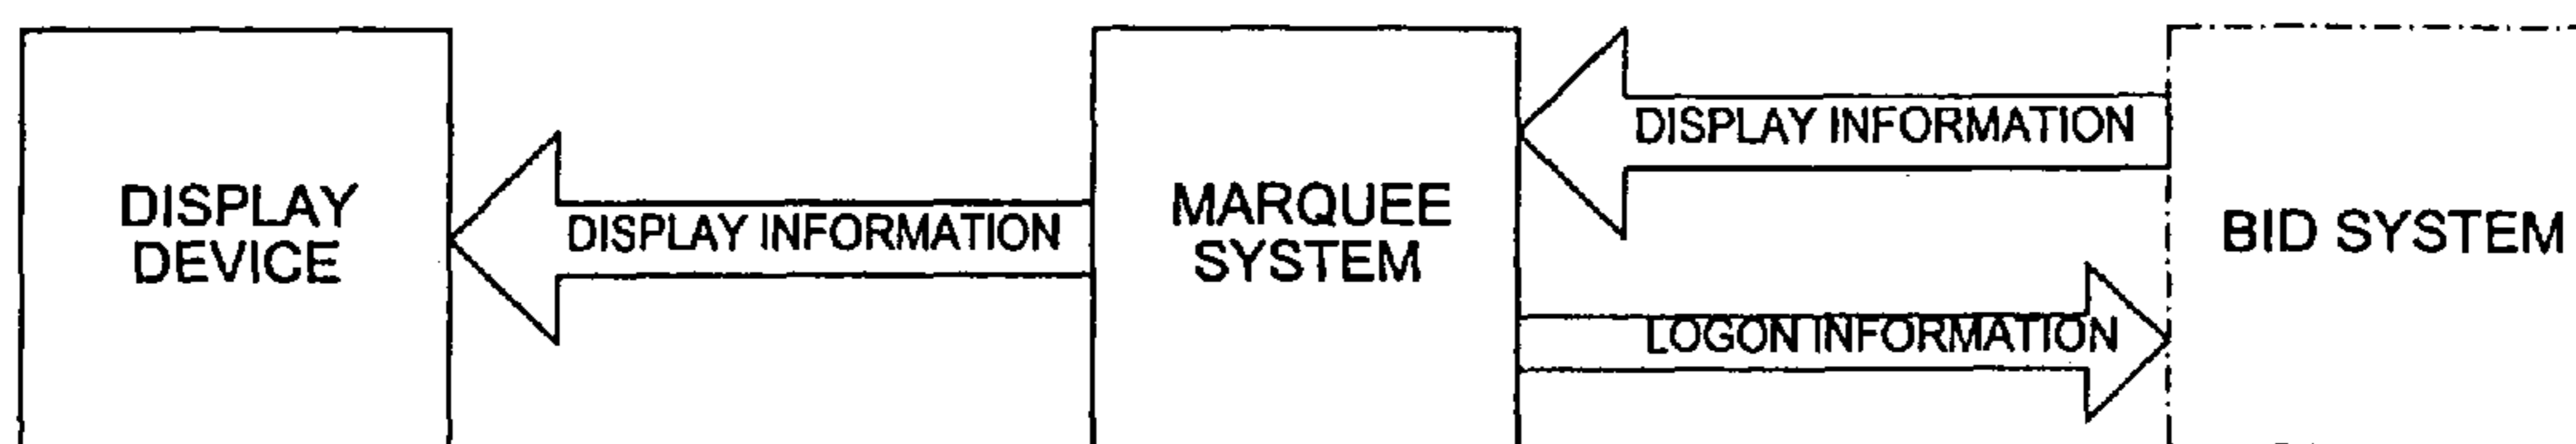 DISPLAY
DEVICE
DISPLAY INFORMATION
MARQUEE
SYSTEM
DISPLAY INFORMATION
LOGON INFORMATION
BID SYSTEM